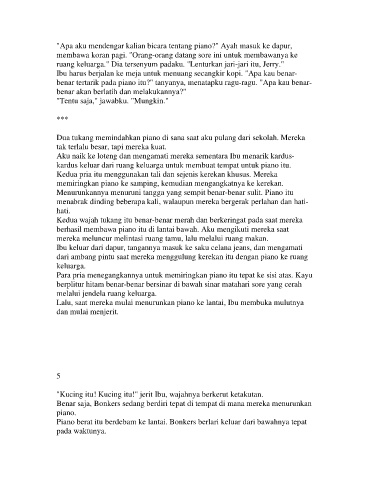 "Apa aku mendengar kalian bicara tentang piano?" Ayah masuk ke dapur,
membawa koran pagi. "Orang-orang datang sore ini untuk membawanya ke
ruang keluarga." Dia tersenyum padaku. "Lenturkan jari-jari itu, Jerry."
Ibu harus berjalan ke meja untuk menuang secangkir kopi. "Apa kau benar-
benar tertarik pada piano itu?" tanyanya, menatapku ragu-ragu. "Apa kau benar-
benar akan berlatih dan melakukannya?"
"Tentu saja," jawabku. "Mungkin."
***
Dua tukang memindahkan piano di sana saat aku pulang dari sekolah. Mereka
tak terlalu besar, tapi mereka kuat.
Aku naik ke loteng dan mengamati mereka sementara Ibu menarik kardus-
kardus keluar dari ruang keluarga untuk membuat tempat untuk piano itu.
Kedua pria itu menggunakan tali dan sejenis kerekan khusus. Mereka
memiringkan piano ke samping, kemudian mengangkatnya ke kerekan.
Menurunkannya menuruni tangga yang sempit benar-benar sulit. Piano itu
menabrak dinding beberapa kali, walaupun mereka bergerak perlahan dan hati-
hati.
Kedua wajah tukang itu benar-benar merah dan berkeringat pada saat mereka
berhasil membawa piano itu di lantai bawah. Aku mengikuti mereka saat
mereka meluncur melintasi ruang tamu, lalu melalui ruang makan.
Ibu keluar dari dapur, tangannya masuk ke saku celana jeans, dan mengamati
dari ambang pintu saat mereka menggulung kerekan itu dengan piano ke ruang
keluarga.
Para pria menegangkannya untuk memiringkan piano itu tepat ke sisi atas. Kayu
berplitur hitam benar-benar bersinar di bawah sinar matahari sore yang cerah
melalui jendela ruang keluarga.
Lalu, saat mereka mulai menurunkan piano ke lantai, Ibu membuka mulutnya
dan mulai menjerit.
5
"Kucing itu! Kucing itu!" jerit Ibu, wajahnya berkerut ketakutan.
Benar saja, Bonkers sedang berdiri tepat di tempat di mana mereka menurunkan
piano.
Piano berat itu berdebam ke lantai. Bonkers berlari keluar dari bawahnya tepat
pada waktunya.